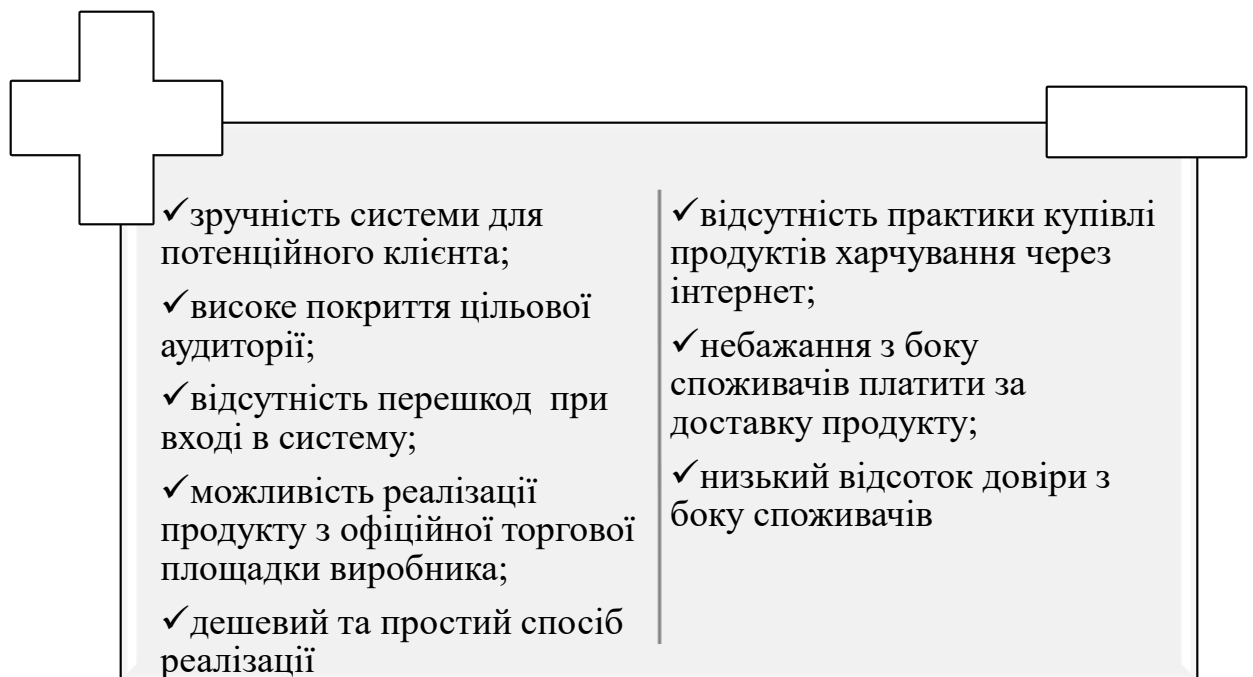 ✓зручність системи для
потенційного клієнта;
✓високе покриття цільової
аудиторії;
✓відсутність перешкод  при
вході в систему;
✓можливість реалізації
продукту з офіційної торгової
площадки виробника;
✓дешевий та простий спосіб
реалізації
✓відсутність практики купівлі
продуктів харчування через
інтернет;
✓небажання з боку
споживачів платити за
доставку продукту;
✓низький відсоток довіри з
боку споживачів